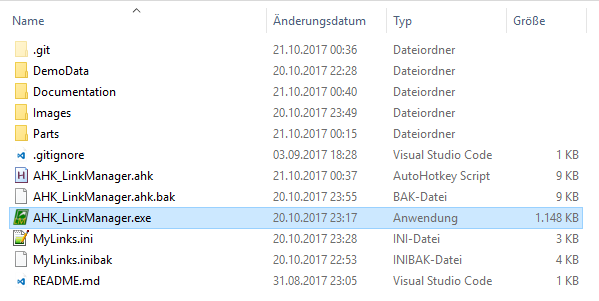 Name Änderungsdatum Typ Größe
.git 21.10.2017 00:36 Dateiordner
DemoData 20.10.2017 22:28 Dateiordner
Documentation 21.10.2017 00:40 Dateiordner
Images 20.10.2017 23:49 Dateiordner
Parts 21.10.2017 00:15 Dateiordner
.gitignore 03.09.2017 18:28 Visual Studio Code 1 KB
AHK_LinkManager.ahk 21.10.2017 00:37 AutoHotkey Script 9 KB
AHK_LinkManager.ahk.bak 20.10.2017 23:55 BAK-Datei 9 KB
AHK_LinkManager.exe 20.10.2017 23:17 Anwendung 1.148 KB
MyLinks.ini 20.10.2017 23:28 INI-Datei 3 KB
MyLinks.inibak 20.10.2017 22:53 INIBAK-Datei 4 KB
README.md 31.08.2017 23:05 Visual Studio Code 1 KB